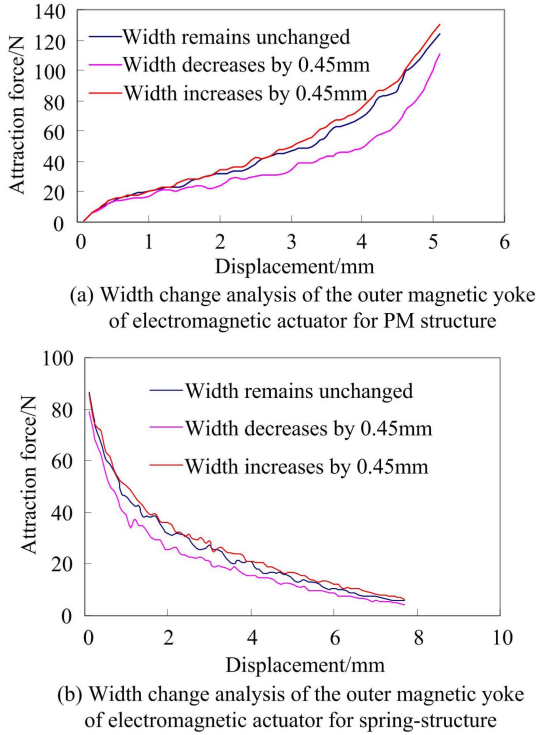 140
120
100
80
60
40
20
0
Attraction force/N
Width remains unchanged
Width decreases by 0.45mm
Width increases by 0.45mm
0 1 2 3 4 5 6
Displacement/mm
(a) Width change analysis of the outer magnetic yoke
of electromagnetic actuator for PM structure
100
80
60
40
20
0
Attraction force/N
Width remains unchanged
Width decreases by 0.45mm
Width increases by 0.45mm
0 2 4 6 8 10
Displacement/mm
(b) Width change analysis of the outer magnetic yoke
of electromagnetic actuator for spring-structure